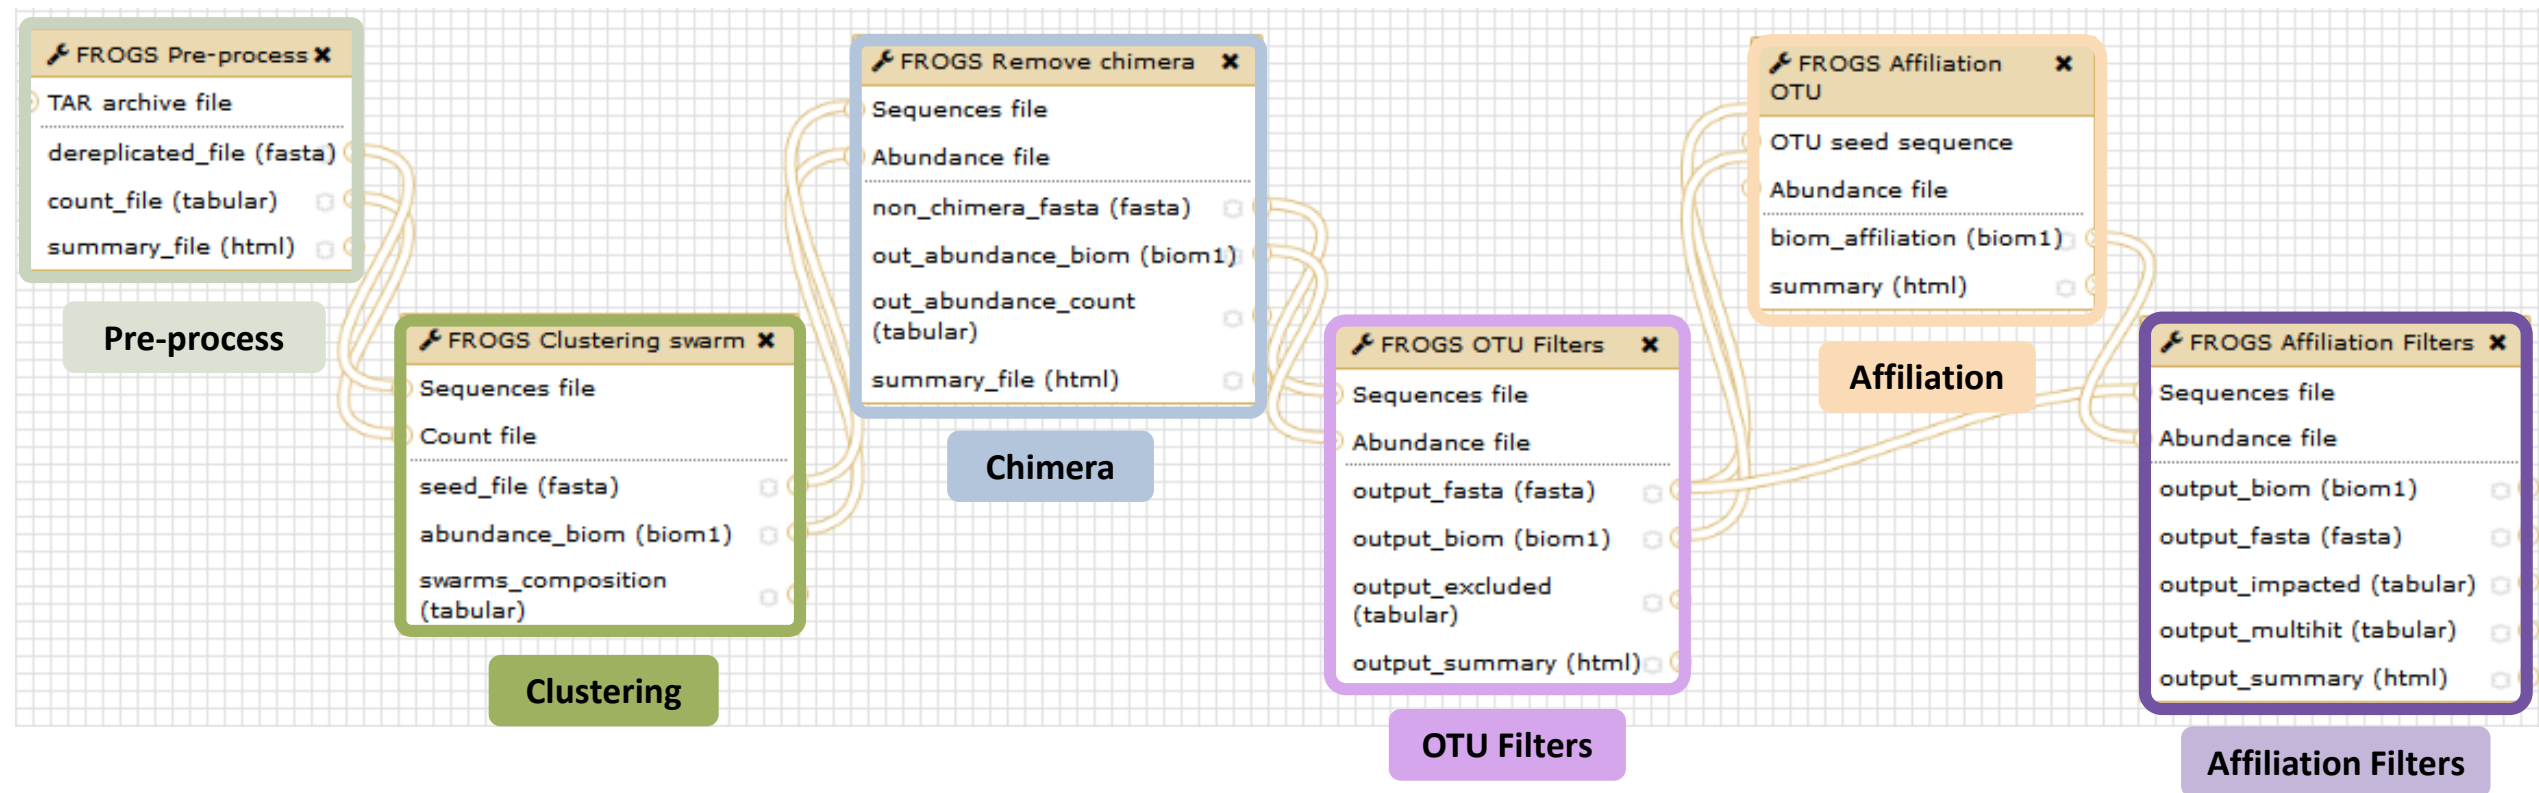 FROGS Pre-process
TAR archive file
dereplicated_file (fasta)
count_file (tabular)
summary_file (html)
Pre-process
FROGS Clustering swarm
Sequences file
Count file
seed_file (fasta)
abundance_biom (biom1)
swarms_composition
(tabular)
Clustering
FROGS Remove chimera
Sequences file
Abundance file
non_chimera_fasta (fasta)
out_abundance_biom (biom1)
out_abundance_count
(tabular)
summary_file (html)
Chimera
FROGS OTU Filters
Sequences file
Abundance file
output_fasta (fasta)
output_biom (biom1)
output_excluded
(tabular)
output_summary (html)
OTU Filters
FROGS Affiliation
OTU
OTU seed sequence
Abundance file
biom_affiliation (biom1)
summary (html)
Affiliation
FROGS Affiliation Filters
Sequences file
Abundance file
output_biom (biom1)
output_fasta (fasta)
output_impacted (tabular)
output_multihit (tabular)
output_summary (html)
Affiliation Filters